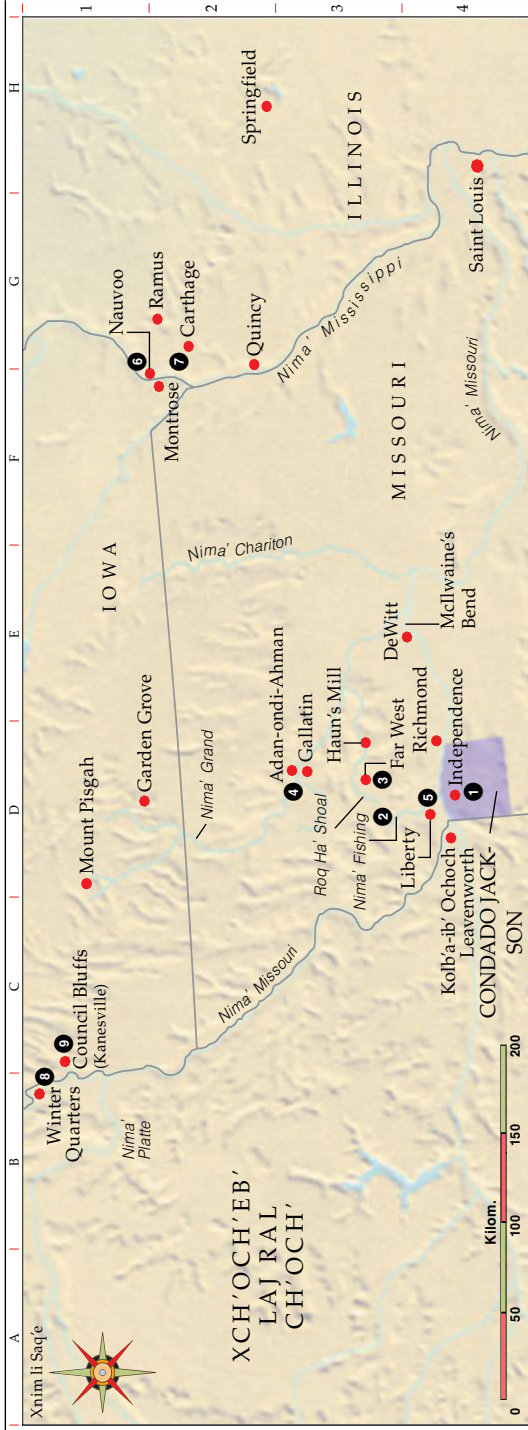 A
B
C
D
E
F
G
H
1
2
3
4
Xnim li Saq'e
8
Winter
Quarters
9
Council Bluffs
(Kanesville)
Mount Pisgah
Garden Grove
IOWA
6
Nauvoo
Ramus
7
Carthage
Montrose
Quincy
Springfield
Nima'
Platte
Nima' Missouri
Nima' Grand
Nima' Chariton
Nima' Mississippi
ILLINOIS
XCH'OCH'EB'
LAJ RAL
CH'OCH'
4
Adan-ondi-Ahman
Gallatin
Roq Ha' Shoal
Haun's Mill
Nima' Fishing
2
3
Far West
MISSOURI
Liberty
5
Richmond
DeWitt
McIlwaine's
Bend
Nima' Missouri
Saint Louis
Kolb'a-ib' Ochoch
Leavenworth
Independence
1
CONDADO JACK-
SON
Kilom.
0
50
100
150
200